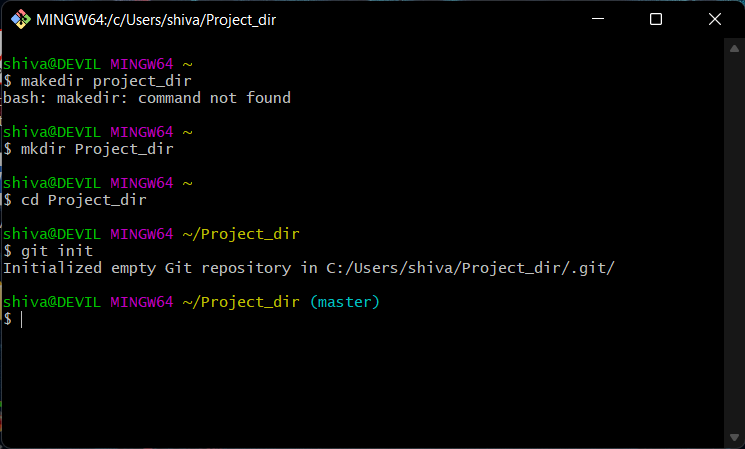 MINGW64:/c/Users/shiva/Project_dir
shiva@DEVIL MINGW64 ~
$ makedir project_dir
bash: makedir: command not found
shiva@DEVIL MINGW64 ~
$ mkdir Project_dir
shiva@DEVIL MINGW64 ~
$ cd Project_dir
shiva@DEVIL MINGW64 ~/Project_dir
$ git init
Initialized empty Git repository in C:/Users/shiva/Project_dir/.git/
shiva@DEVIL MINGW64 ~/Project_dir (master)
$